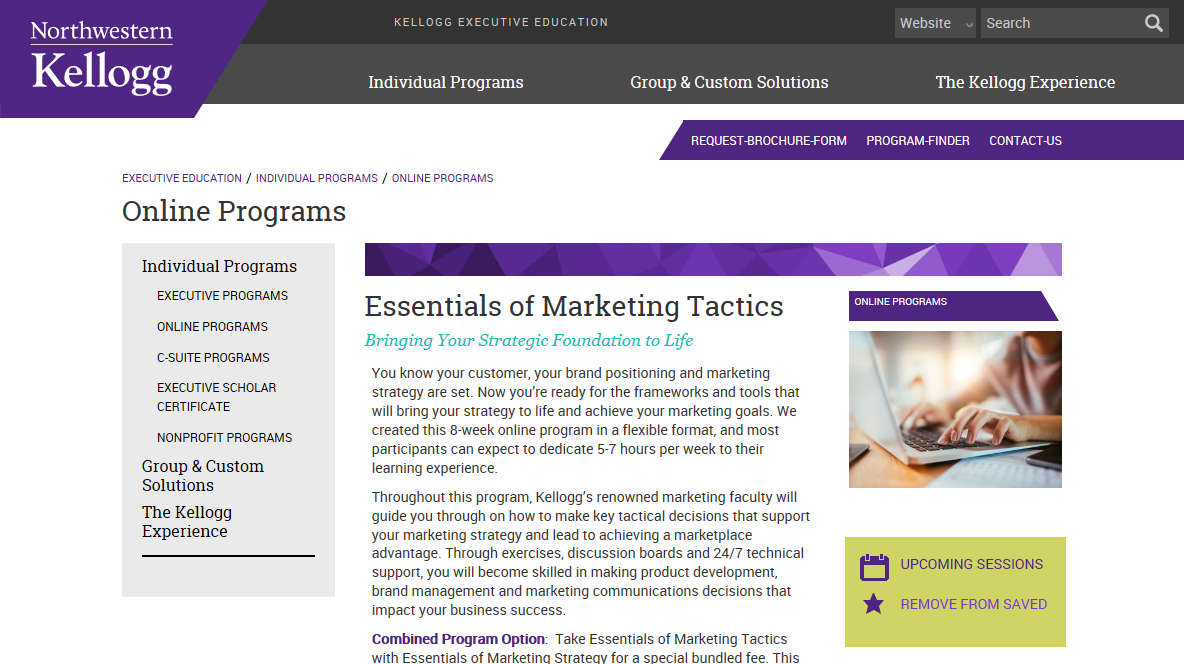 Northwestern
Kellogg
KELLOGG EXECUTIVE EDUCATION
Website
Search
Individual Programs
Group & Custom Solutions
The Kellogg Experience
REQUEST-BROCHURE-FORM
PROGRAM-FINDER
CONTACT-US
EXECUTIVE EDUCATION / INDIVIDUAL PROGRAMS / ONLINE PROGRAMS
Online Programs
Individual Programs
EXECUTIVE PROGRAMS
ONLINE PROGRAMS
C-SUITE PROGRAMS
EXECUTIVE SCHOLAR
CERTIFICATE
NONPROFIT PROGRAMS
Group & Custom
Solutions
The Kellogg
Experience
Essentials of Marketing Tactics
Bringing Your Strategic Foundation to Life
You know your customer, your brand positioning and marketing
strategy are set. Now you’re ready for the frameworks and tools that
will bring your strategy to life and achieve your marketing goals. We
created this 8-week online program in a flexible format, and most
participants can expect to dedicate 5-7 hours per week to their
learning experience.
Throughout this program, Kellogg’s renowned marketing faculty will
guide you through on how to make key tactical decisions that support
your marketing strategy and lead to achieving a marketplace
advantage. Through exercises, discussion boards and 24/7 technical
support, you will become skilled in making product development,
brand management and marketing communications decisions that
impact your business success.
Combined Program Option: Take Essentials of Marketing Tactics
with Essentials of Marketing Strategy for a special bundled fee. This
ONLINE PROGRAMS
UPCOMING SESSIONS
REMOVE FROM SAVED